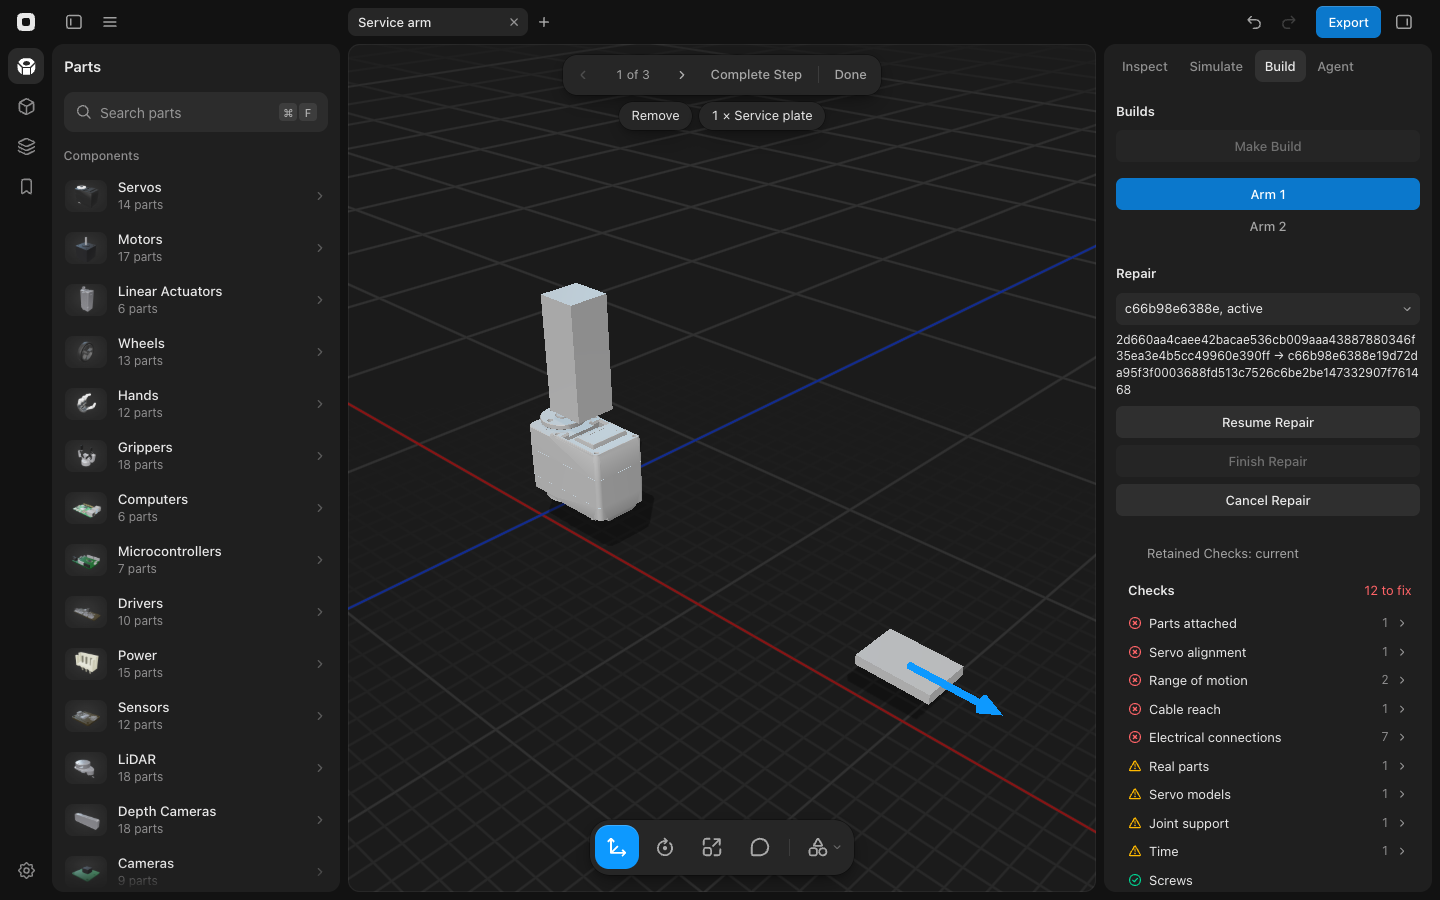 Service arm
Export
Parts
Search parts
⌘ F
Components
Servos
14 parts
Motors
17 parts
Linear Actuators
6 parts
Wheels
13 parts
Hands
12 parts
Grippers
18 parts
Computers
6 parts
Microcontrollers
7 parts
Drivers
10 parts
Power
15 parts
Sensors
12 parts
LiDAR
18 parts
Depth Cameras
18 parts
Cameras
9 parts
1 of 3
Complete Step
Done
Remove
1 × Service plate
Inspect
Simulate
Build
Agent
Builds
Make Build
Arm 1
Arm 2
Repair
c66b98e6388e, active
2d660aa4caee42bacae536cb009aaa43887880346f
35ea3e4b5cc49960e390ff → c66b98e6388e19d72d
a95f3f0003688fd513c7526c6be2be147332907f7614
68
Resume Repair
Finish Repair
Cancel Repair
Retained Checks: current
Checks 12 to fix
Parts attached 1
Servo alignment 1
Range of motion 2
Cable reach 1
Electrical connections 7
Real parts 1
Servo models 1
Joint support 1
Time 1
Screws